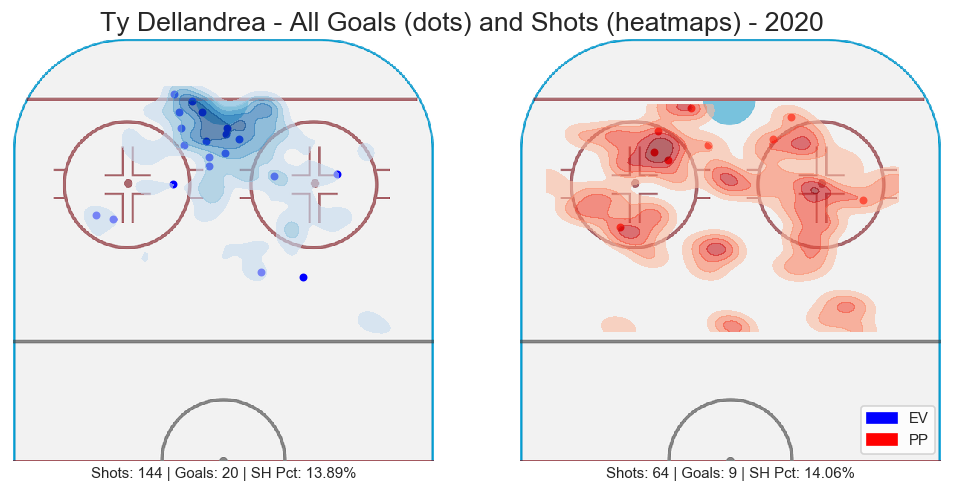 Ty Dellandrea - All Goals (dots) and Shots (heatmaps) - 2020
EV
PP
Shots: 144 | Goals: 20 | SH Pct: 13.89%
Shots: 64 | Goals: 9 | SH Pct: 14.06%